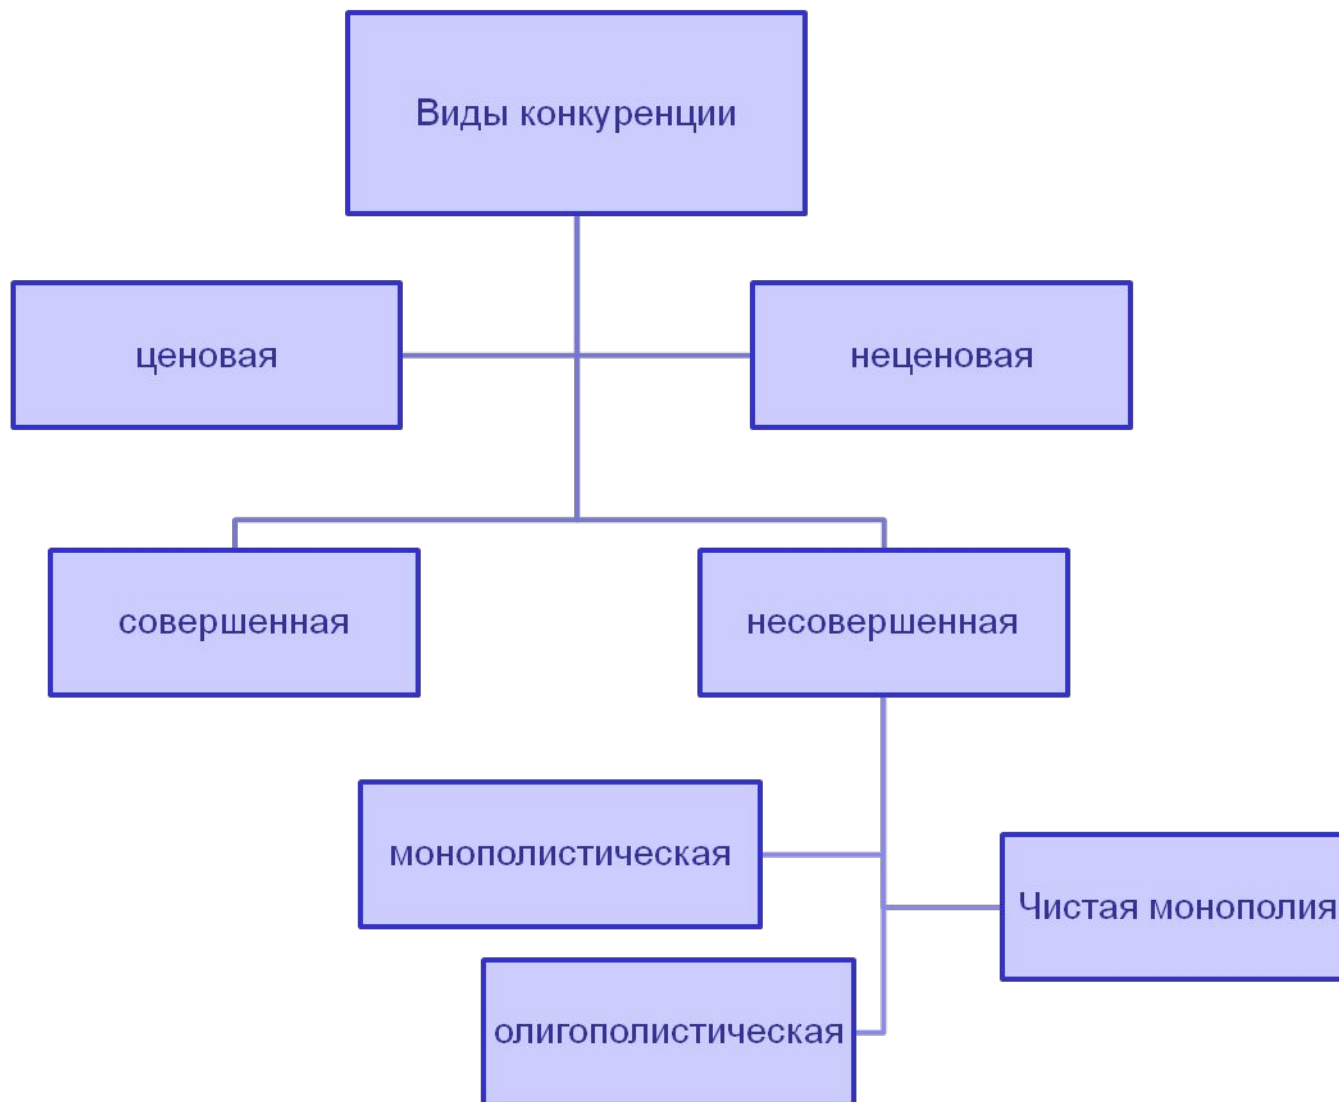 Виды конкуренции
ценовая
неценовая
совершенная
несовершенная
монополистическая
Чистая монополия
олигополистическая